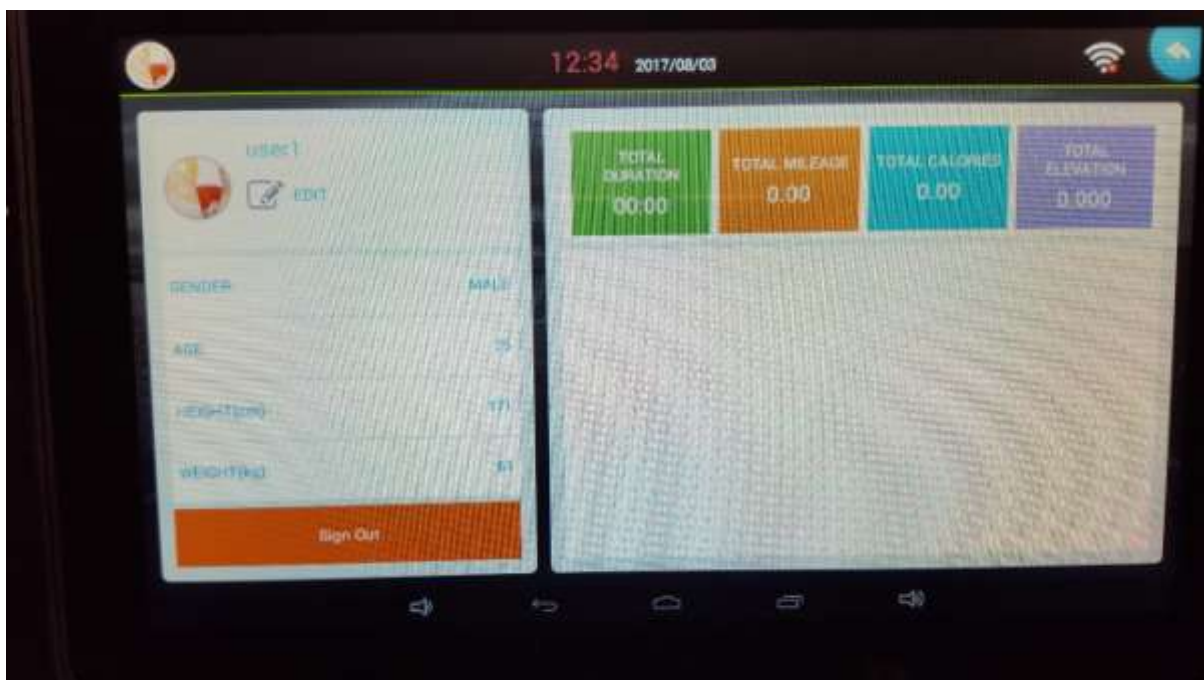 12:34 2017/08/03
user1
EDIT
GENDER MALE
AGE
HEIGHT(cm) 171
WEIGHT(kg) 61
Sign Out
TOTAL
DURATION
00:00
TOTAL MILEAGE
0.00
TOTAL CALORIES
0.00
TOTAL
ELEVATION
0.000